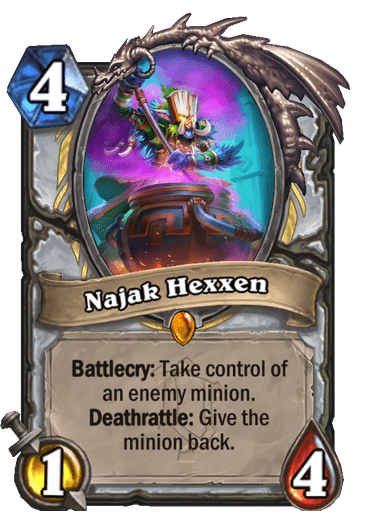 4
Najak Hexxen
Battlecry: Take control of
an enemy minion.
Deathrattle: Give the
minion back.
1
4